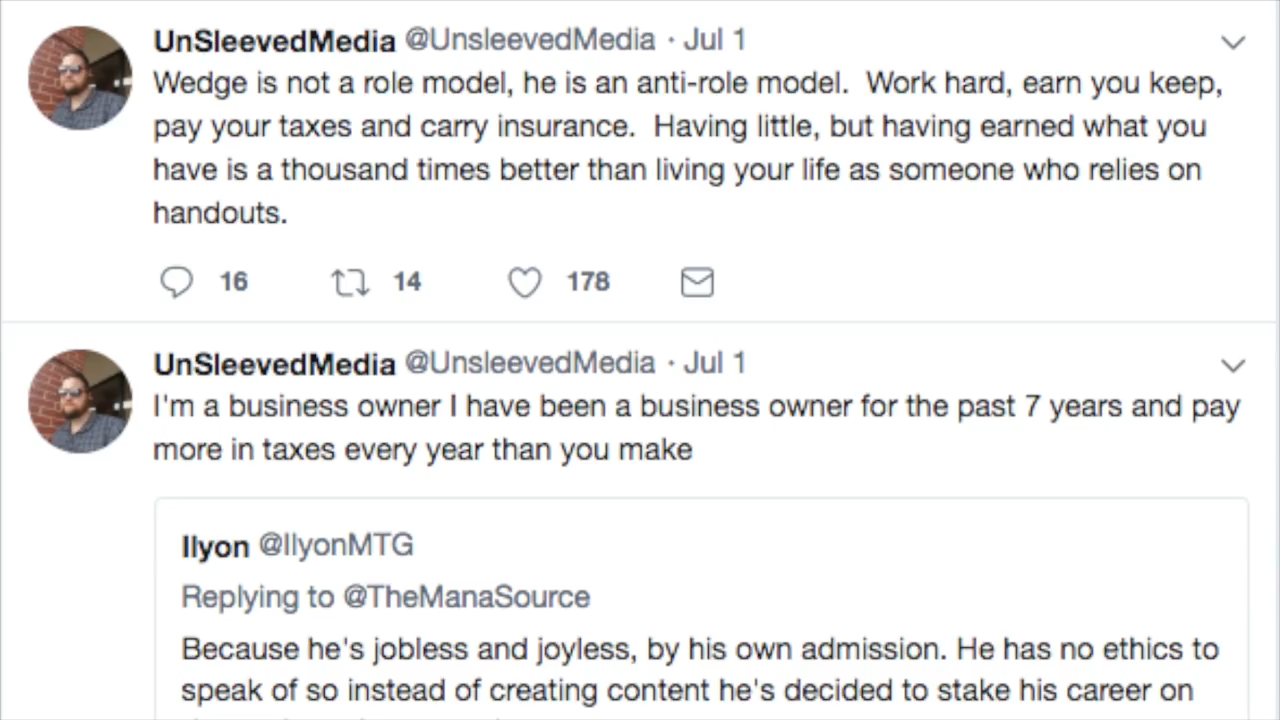 UnSleevedMedia @UnsleevedMedia · Jul 1
Wedge is not a role model, he is an anti-role model.  Work hard, earn you keep,
pay your taxes and carry insurance.  Having little, but having earned what you
have is a thousand times better than living your life as someone who relies on
handouts.
16 14 178
UnSleevedMedia @UnsleevedMedia · Jul 1
I'm a business owner I have been a business owner for the past 7 years and pay
more in taxes every year than you make
Ilyon @IlyonMTG
Replying to @TheManaSource
Because he's jobless and joyless, by his own admission. He has no ethics to
speak of so instead of creating content he's decided to stake his career on